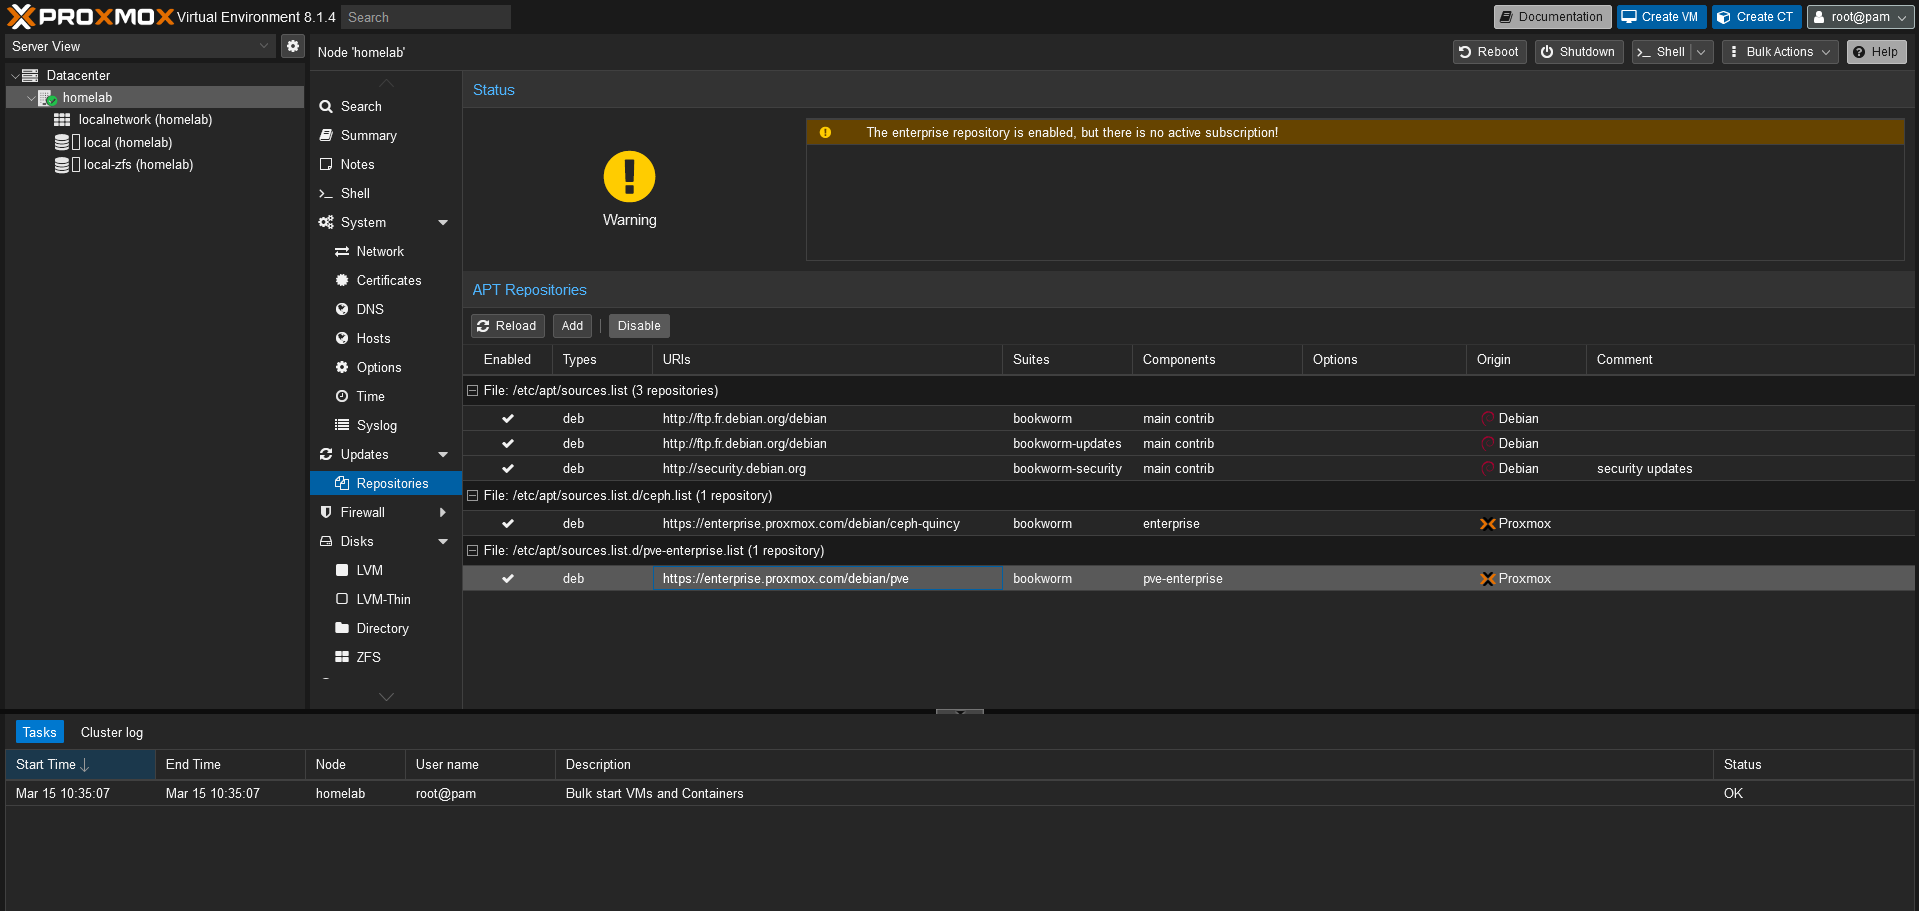 PROXMOX Virtual Environment 8.1.4 Search Documentation Create VM Create CT root@pam
Server View
Node 'homelab' Reboot Shutdown Shell Bulk Actions Help
Datacenter
homelab
localnetwork (homelab)
local (homelab)
local-zfs (homelab)
Search
Summary
Notes
Shell
System
Network
Certificates
DNS
Hosts
Options
Time
Syslog
Updates
Repositories
Firewall
Disks
LVM
LVM-Thin
Directory
ZFS
Status
Warning
The enterprise repository is enabled, but there is no active subscription!
APT Repositories
Reload Add Disable
Enabled Types URIs Suites Components Options Origin Comment
File: /etc/apt/sources.list (3 repositories)
deb http://ftp.fr.debian.org/debian bookworm main contrib Debian
deb http://ftp.fr.debian.org/debian bookworm-updates main contrib Debian
deb http://security.debian.org bookworm-security main contrib Debian security updates
File: /etc/apt/sources.list.d/ceph.list (1 repository)
deb https://enterprise.proxmox.com/debian/ceph-quincy bookworm enterprise Proxmox
File: /etc/apt/sources.list.d/pve-enterprise.list (1 repository)
deb https://enterprise.proxmox.com/debian/pve bookworm pve-enterprise Proxmox
Tasks Cluster log
Start Time End Time Node User name Description Status
Mar 15 10:35:07 Mar 15 10:35:07 homelab root@pam Bulk start VMs and Containers OK